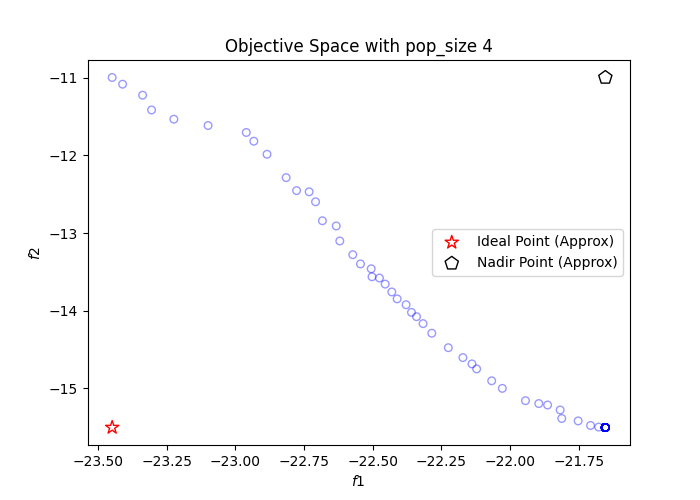 Objective Space with pop_size 4
−11
−12
−13
−14
−15
f2
Ideal Point (Approx)
Nadir Point (Approx)
−23.50 −23.25 −23.00 −22.75 −22.50 −22.25 −22.00 −21.75
f1